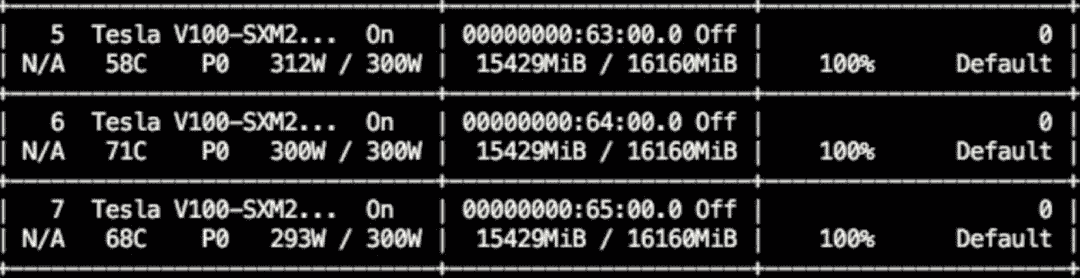 | 5 Tesla V100-SXM2... On | 00000000:63:00.0 Off | 0 |
| N/A 58C P0 312W / 300W | 15429MiB / 16160MiB | 100% Default |
| 6 Tesla V100-SXM2... On | 00000000:64:00.0 Off | 0 |
| N/A 71C P0 300W / 300W | 15429MiB / 16160MiB | 100% Default |
| 7 Tesla V100-SXM2... On | 00000000:65:00.0 Off | 0 |
| N/A 68C P0 293W / 300W | 15429MiB / 16160MiB | 100% Default |